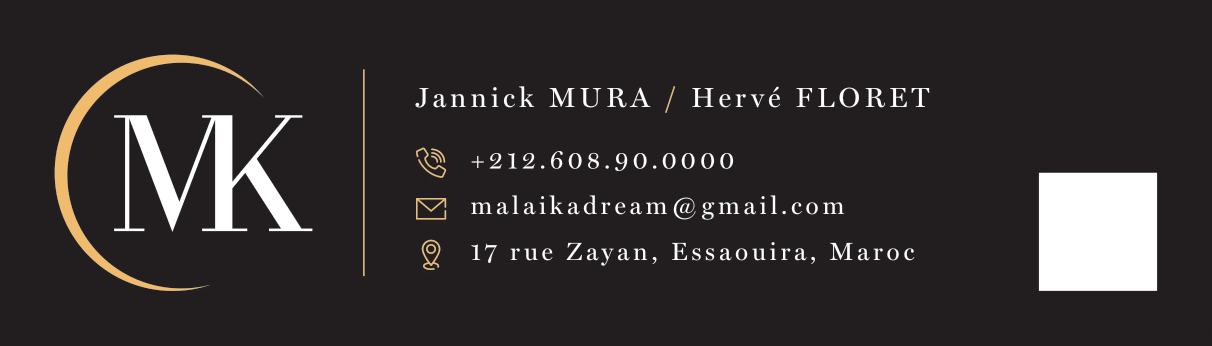 MK
Jannick MURA / Hervé FLORET
+212.608.90.0000
malaikadream@gmail.com
17 rue Zayan, Essaouira, Maroc